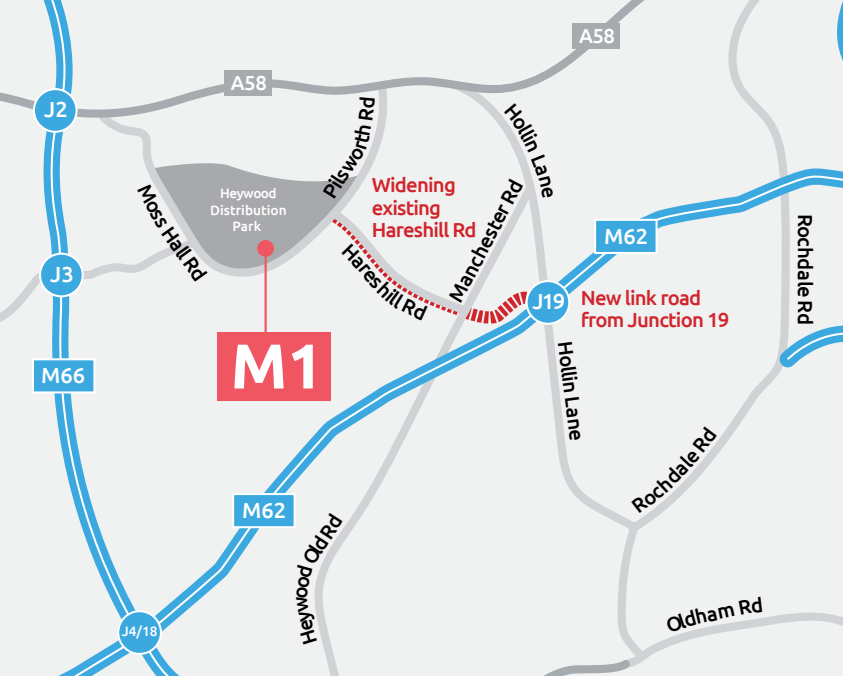 A58
A58
J2
Pilsworth Rd
Hollin Lane
Widening
existing
Hareshill Rd
Heywood
Distribution
Park
Moss Hall Rd
Manchester Rd
M62
Rochdale Rd
Hareshill Rd
J3
J19
New link road
from Junction 19
M1
M66
Hollin Lane
Rochdale Rd
M62
Heywood Old Rd
J4/18
Oldham Rd